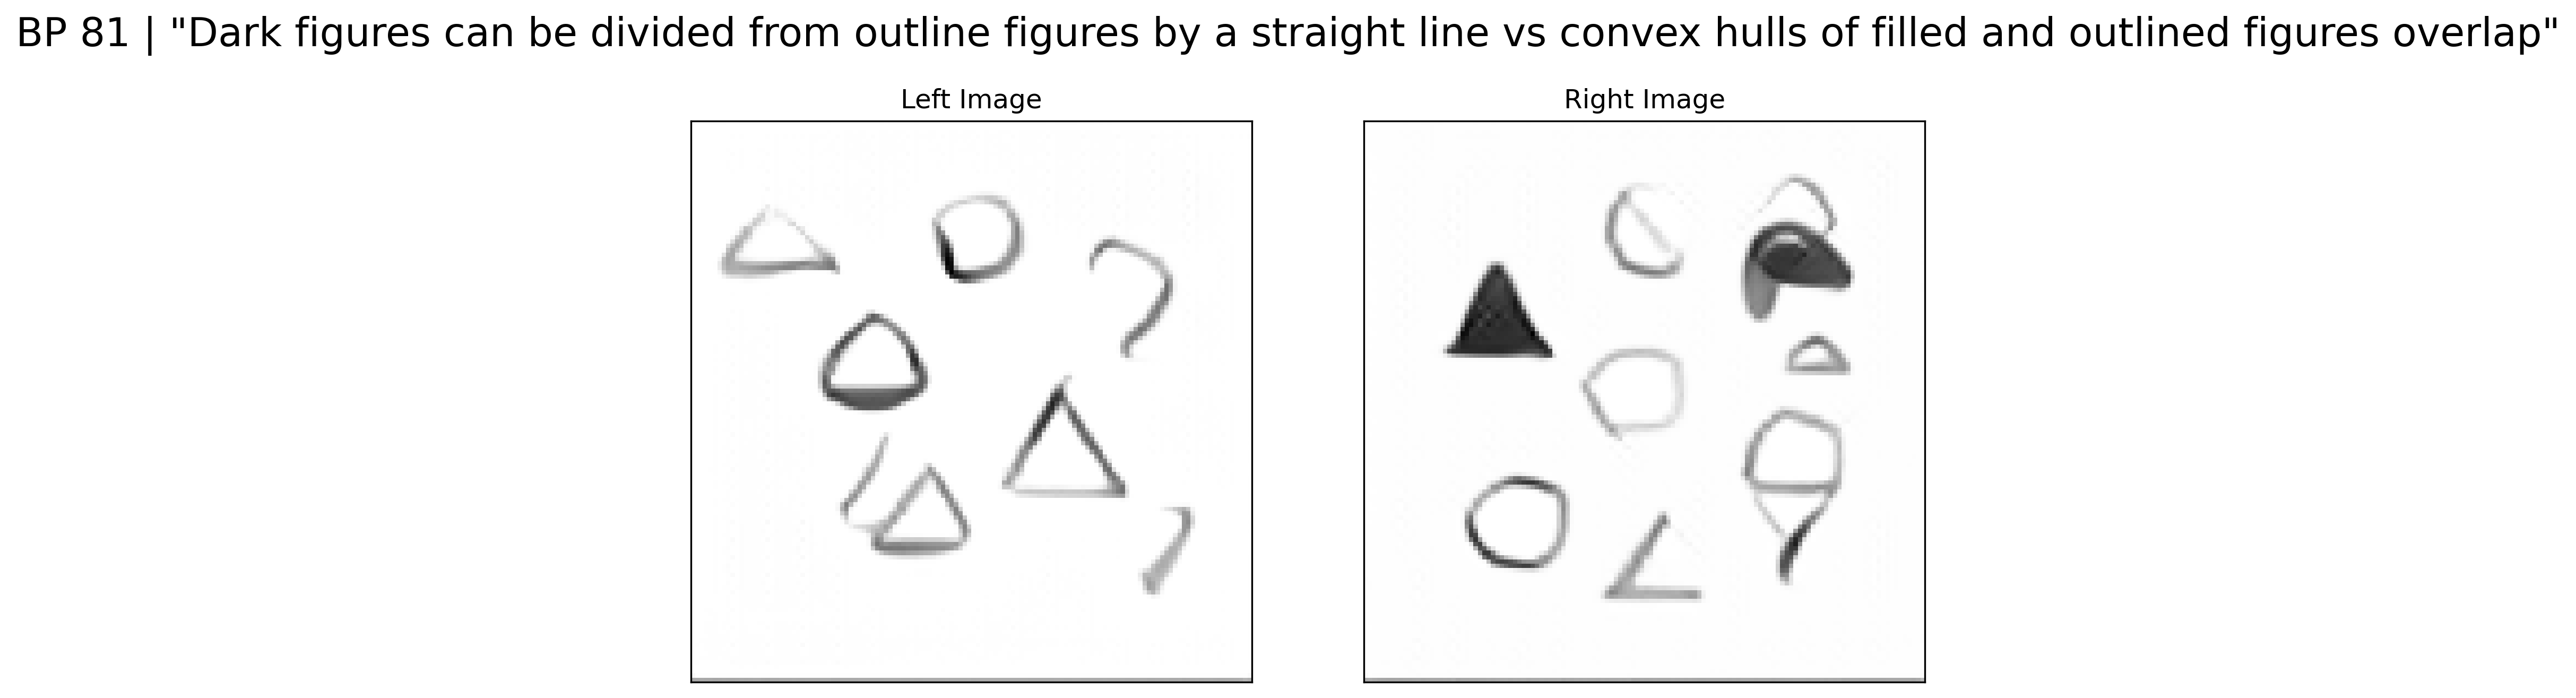 BP 81 | "Dark figures can be divided from outline figures by a straight line vs convex hulls of filled and outlined figures overlap"
Left Image
Right Image